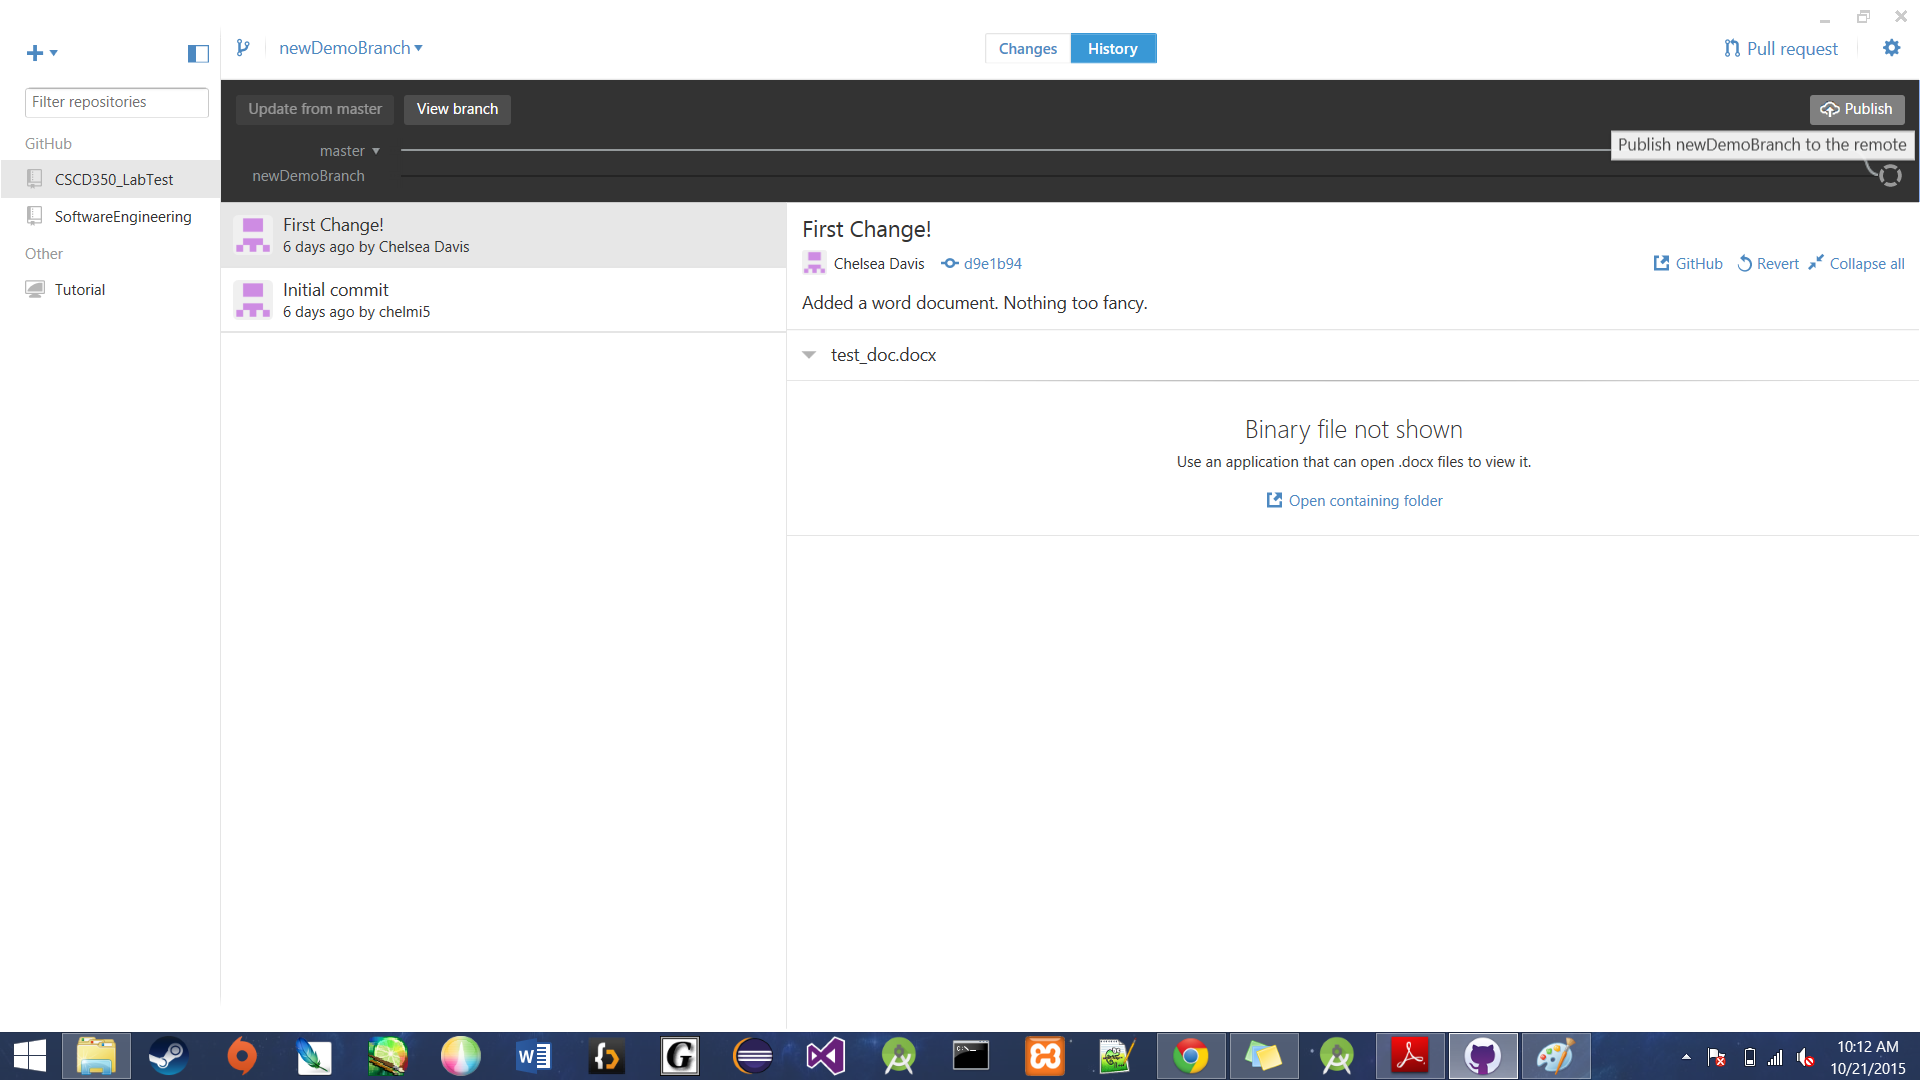 newDemoBranch
Changes
History
Pull request
Filter repositories
GitHub
CSCD350_LabTest
SoftwareEngineering
Other
Tutorial
Update from master
View branch
Publish
Publish newDemoBranch to the remote
master
newDemoBranch
First Change!
6 days ago by Chelsea Davis
Initial commit
6 days ago by chelmi5
First Change!
Chelsea Davis
d9e1b94
GitHub
Revert
Collapse all
Added a word document. Nothing too fancy.
test_doc.docx
Binary file not shown
Use an application that can open .docx files to view it.
Open containing folder
10:12 AM
10/21/2015